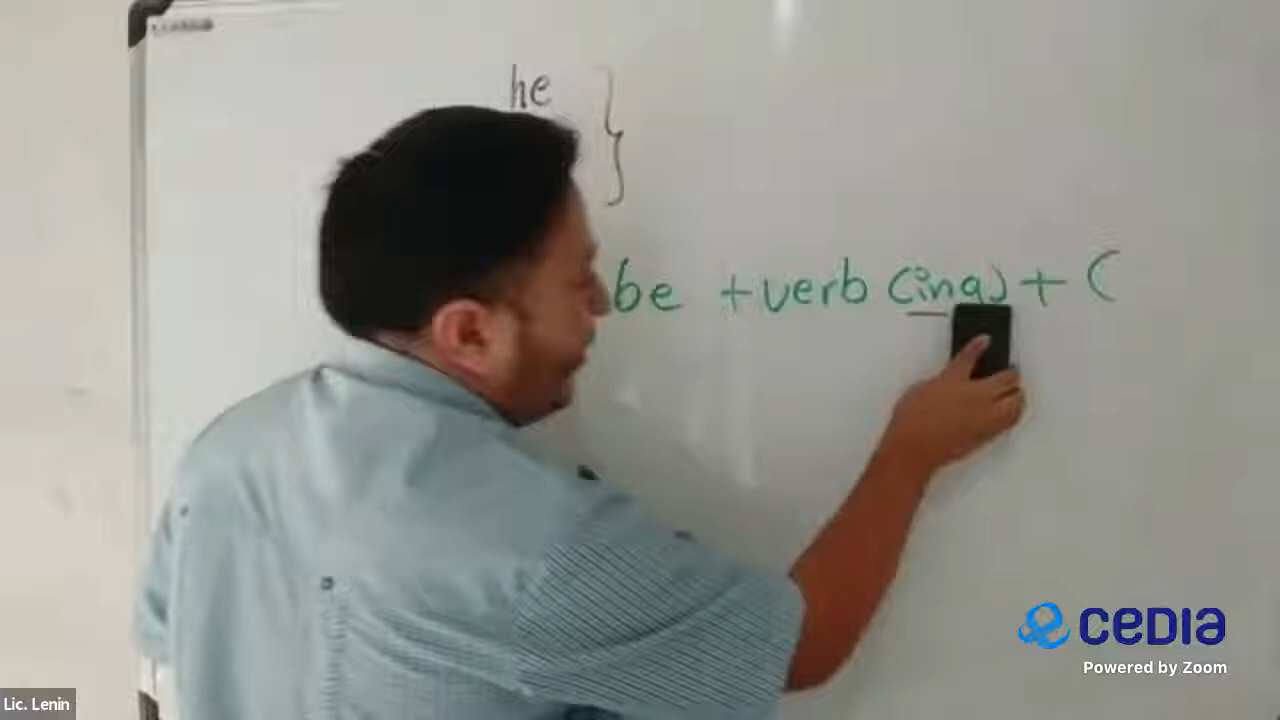 he }
be + verb (ing) + C
CEDIA
Powered by Zoom
Lic. Lenin